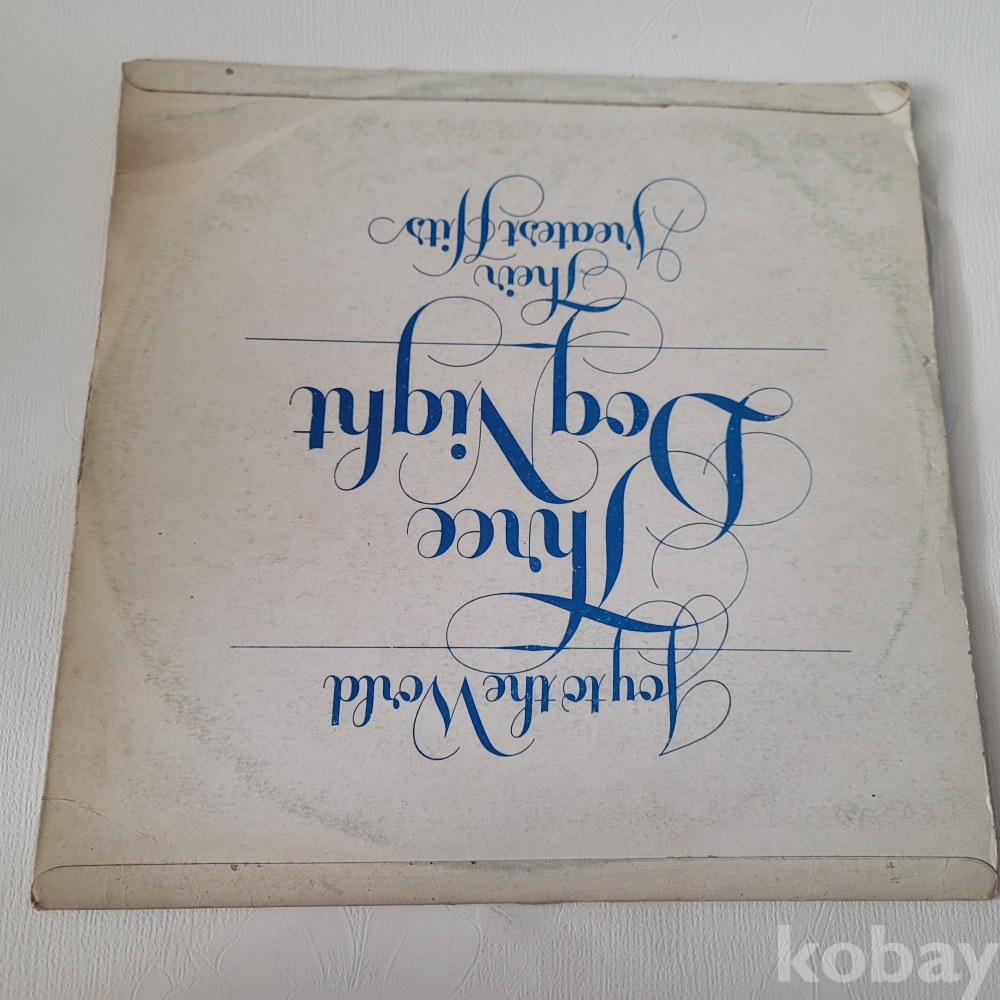 Joy to the World
Three
Dog Night
Their
Greatest Hits
kobay